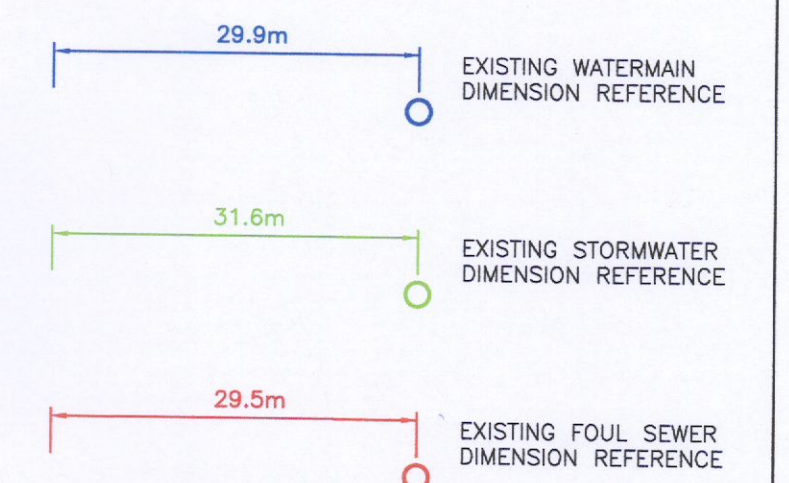 29.9m
EXISTING WATERMAIN
DIMENSION REFERENCE
31.6m
EXISTING STORMWATER
DIMENSION REFERENCE
29.5m
EXISTING FOUL SEWER
DIMENSION REFERENCE